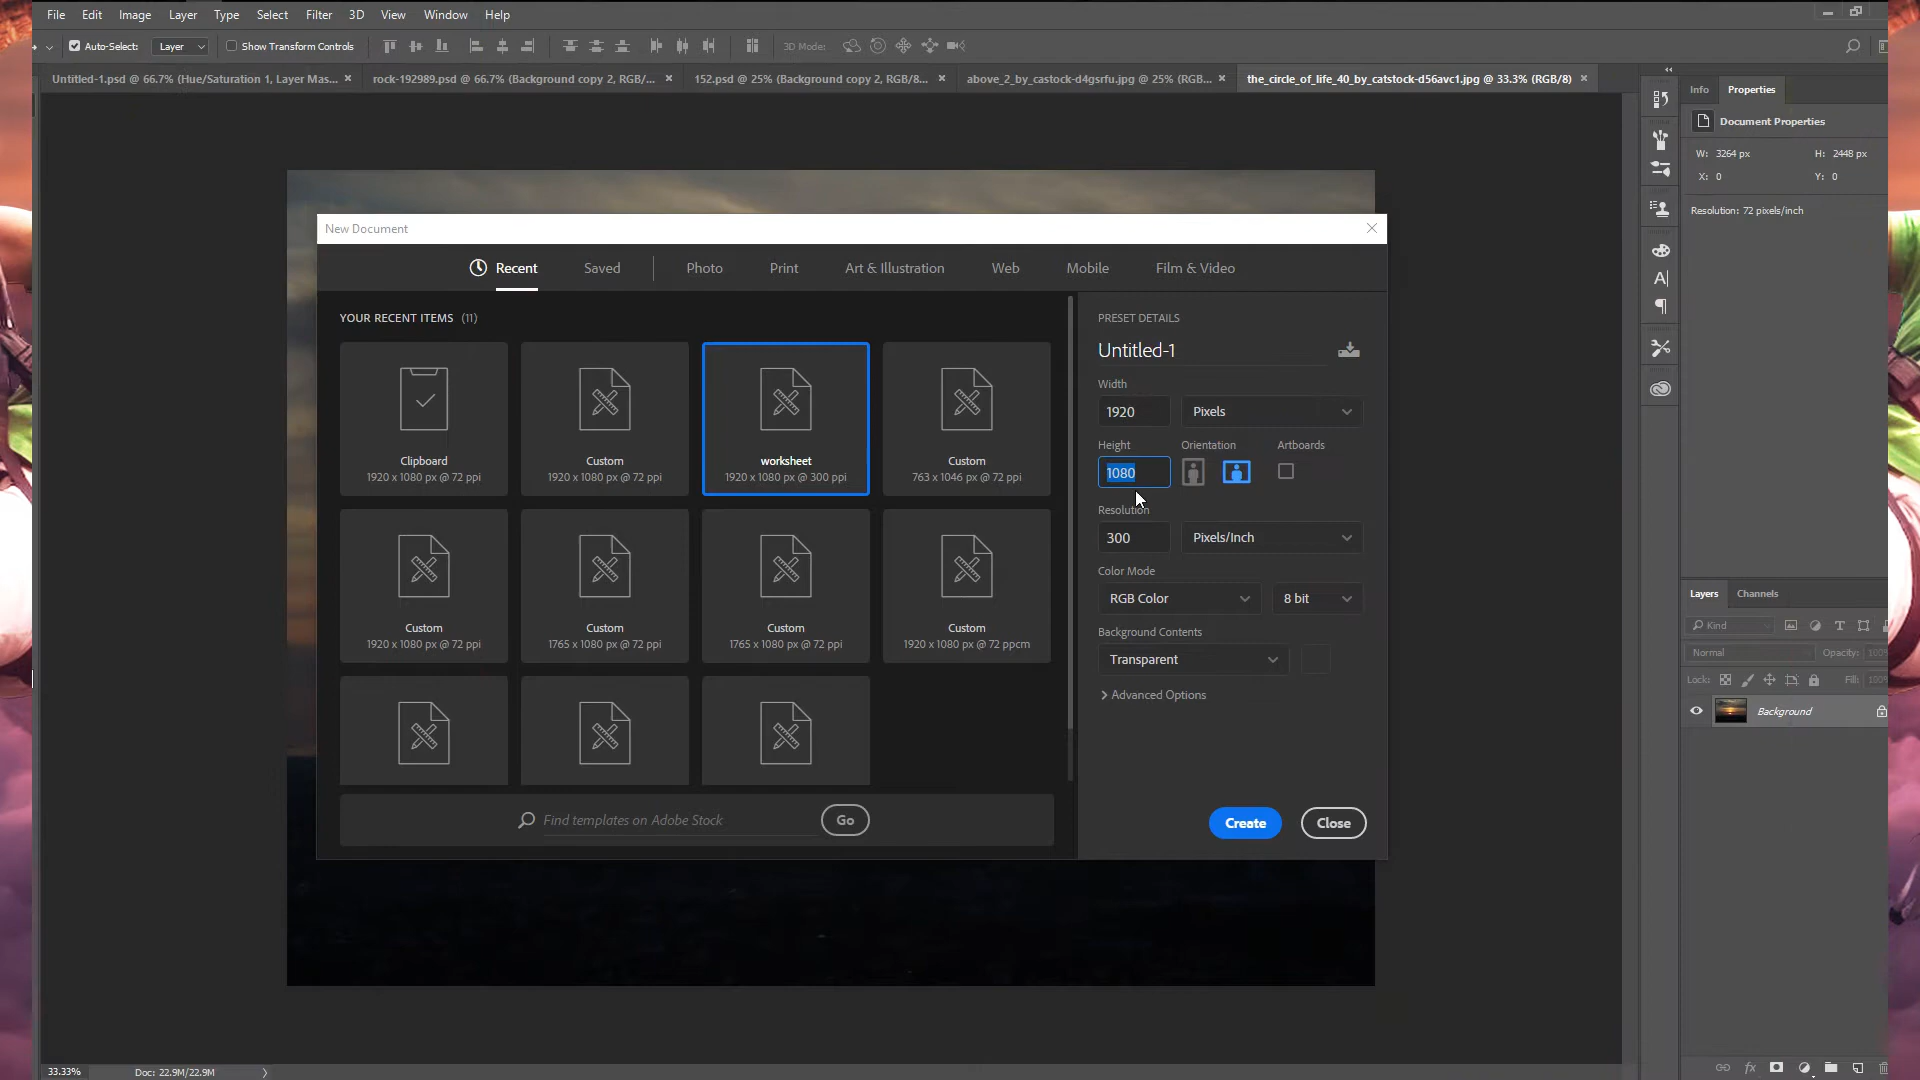 File Edit Image Layer Type Select Filter 3D View Window Help
Auto-Select: Layer Show Transform Controls 3D Mode:
Untitled-1.psd @ 66.7% (Hue/Saturation 1, Layer Mas... × rock-192989.psd @ 66.7% (Background copy 2, RGB/... × 152.psd @ 25% (Background copy 2, RGB/8... × above_2_by_castock-d4gsrfu.jpg @ 25% (RGB... × the_circle_of_life_40_by_catstock-d56avc1.jpg @ 33.3% (RGB/8) ×
Info Properties
Document Properties
W: 3264 px H: 2448 px
X: 0 Y: 0
Resolution: 72 pixels/inch
New Document
Recent Saved Photo Print Art & Illustration Web Mobile Film & Video
YOUR RECENT ITEMS (11)
Clipboard
1920 x 1080 px @ 72 ppi
Custom
1920 x 1080 px @ 72 ppi
worksheet
1920 x 1080 px @ 300 ppi
Custom
763 x 1046 px @ 72 ppi
Custom
1920 x 1080 px @ 72 ppi
Custom
1765 x 1080 px @ 72 ppi
Custom
1765 x 1080 px @ 72 ppi
Custom
1920 x 1080 px @ 72 ppcm
Find templates on Adobe Stock Go
PRESET DETAILS
Untitled-1
Width
1920 Pixels
Height Orientation Artboards
1080
Resolution
300 Pixels/Inch
Color Mode
RGB Color 8 bit
Background Contents
Transparent
Advanced Options
Create Close
Layers Channels
Kind
Normal Opacity: 100%
Lock: Fill: 100%
Background
33.33% Doc: 22.9M/22.9M